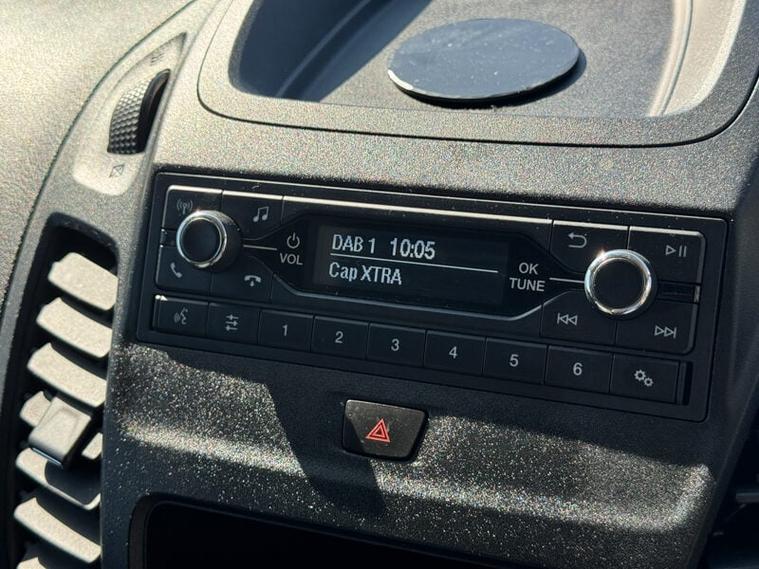 DAB 1 10:05
Cap XTRA
VOL
OK
TUNE
1 2 3 4 5 6